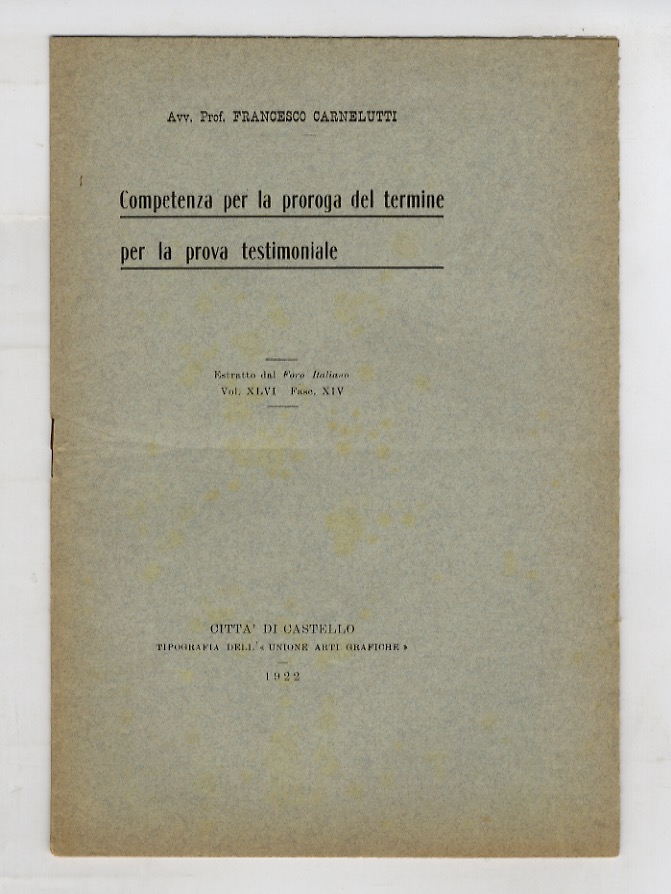 Avv. Prof. FRANCESCO CARNELUTTI
Competenza per la proroga del termine
per la prova testimoniale
Estratto dal Foro Italiano
Vol. XLVI Fasc. XIV
CITTA' DI CASTELLO
TIPOGRAFIA DELL'« UNIONE ARTI GRAFICHE »
1922